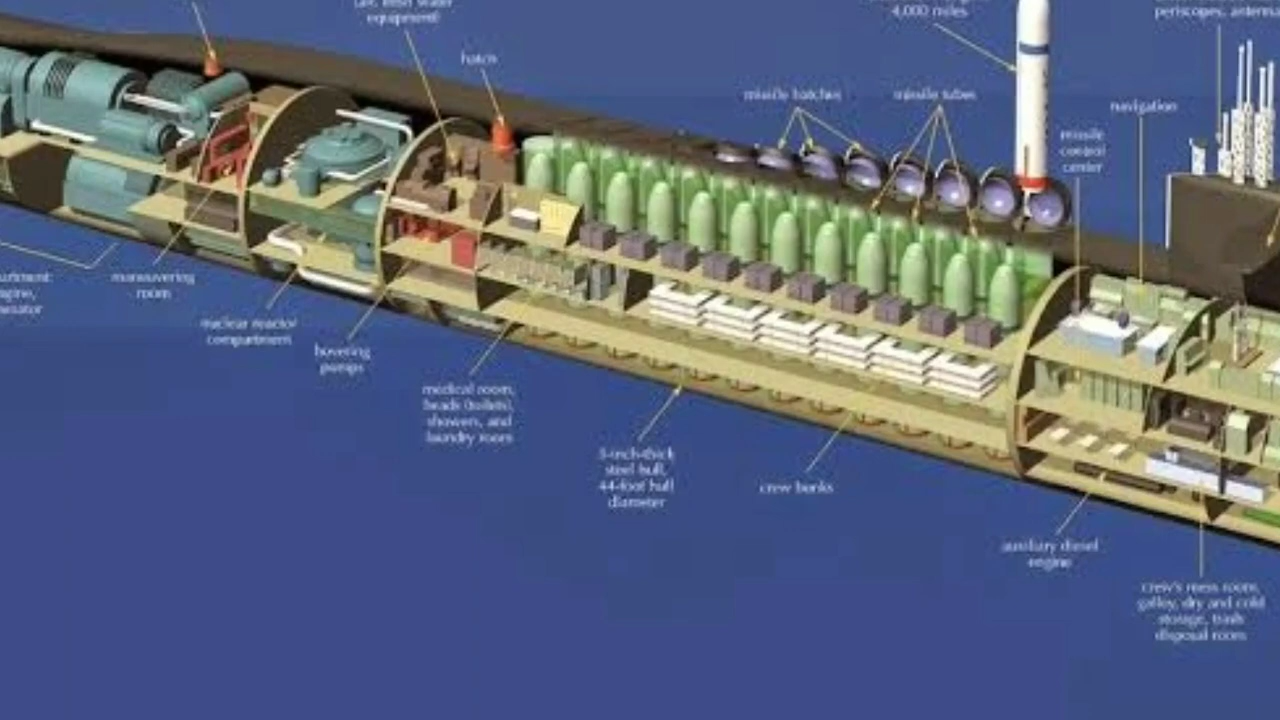 equipment)
hatch
4,000 miles
periscopes, antenna
missile hatches
missile tubes
navigation
missile
control
center
maneuvering
room
nuclear reactor
compartment
hovering
pumps
medical room,
heads (toilets),
showers, and
laundry room
3-inch-thick
steel hull,
44-foot hull
diameter
crew bunks
auxiliary diesel
engine
crew's mess room,
galley, dry and cold
storage, trash
disposal room